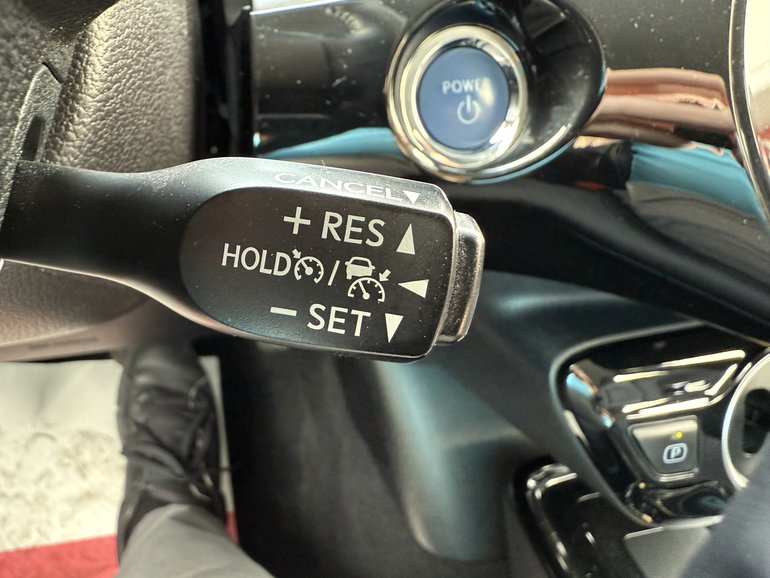 POWER
CANCEL▼
+ RES ▲
HOLD / ◀
− SET ▼
P